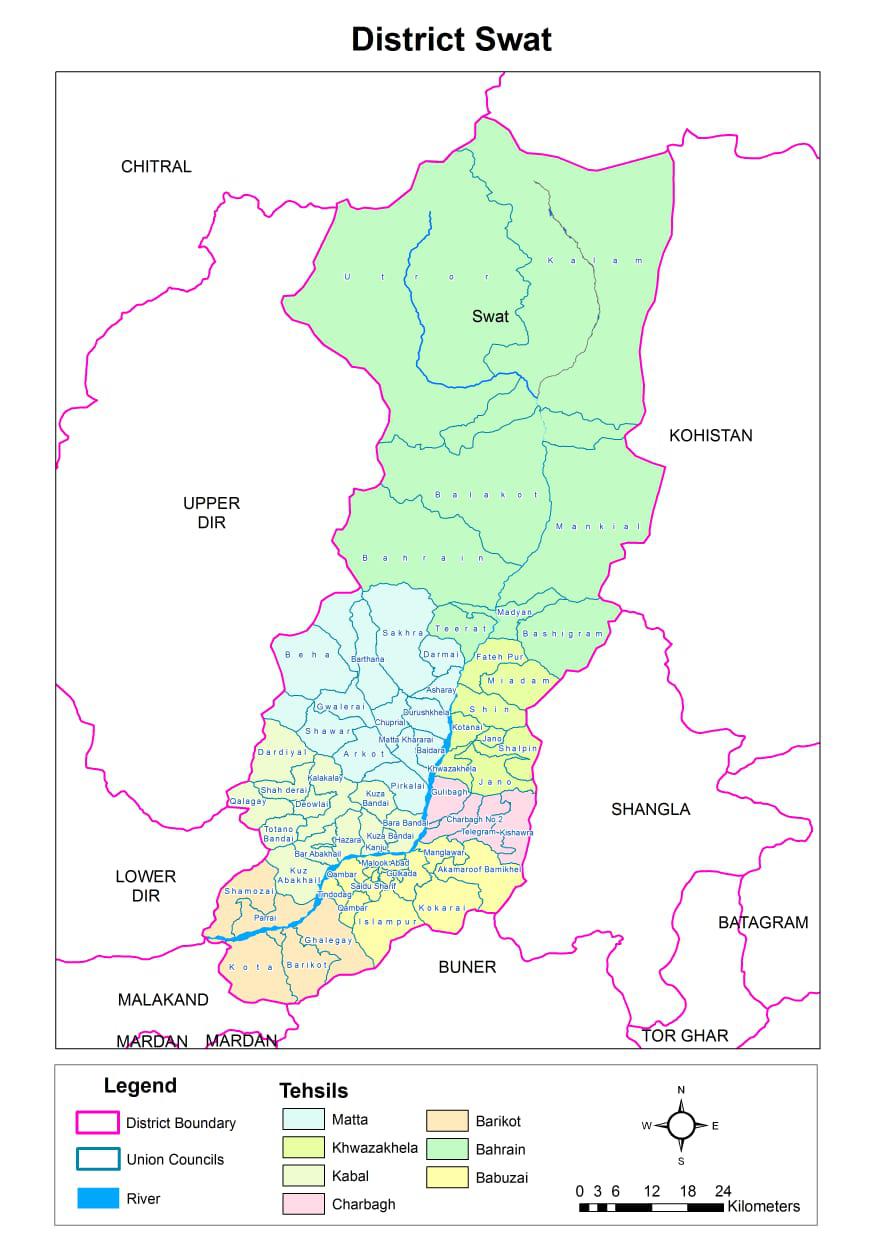 District Swat
CHITRAL
Kalam
Utror
Swat
KOHISTAN
UPPER
DIR
Balakot
Mankial
Bahrain
Madyan
Teerat
Bashigram
Sakhra
Beha
Barthana
Darmai
Fateh Pur
Miadam
Asharay
Gwalerai
Shin
Durushkhela
Chuprial
Kotanai
Shawar
Matta Khararai
Jano
Baidara
Shalpin
Dardiyal
Arkot
Khwazakhela
Kalakalay
Pirkalai
Jano
Shah derai
Kuza
Bandai
Gulibagh
Qalagay
Deowlai
SHANGLA
Charbagh No 2
Bara Bandai
Totano
Bandai
Telegram
Kishawra
Hazara
Kuza Bandai
Kanju
Bar Abakhail
Manglawar
Malook Abad
Akamaroof Bamikhel
Kuz
Abakhail
Qambar
Gulkada
LOWER
DIR
Saidu Sharif
Shamozai
Tindodag
Qambar
Kokarai
Parrai
Islampur
BATAGRAM
Ghalegay
Kota
Barikot
BUNER
MALAKAND
MARDAN
MARDAN
TOR GHAR
Legend
District Boundary
Union Councils
River
Tehsils
Matta
Khwazakhela
Kabal
Charbagh
Barikot
Bahrain
Babuzai
N
W
E
S
0 3 6 12 18 24
Kilometers